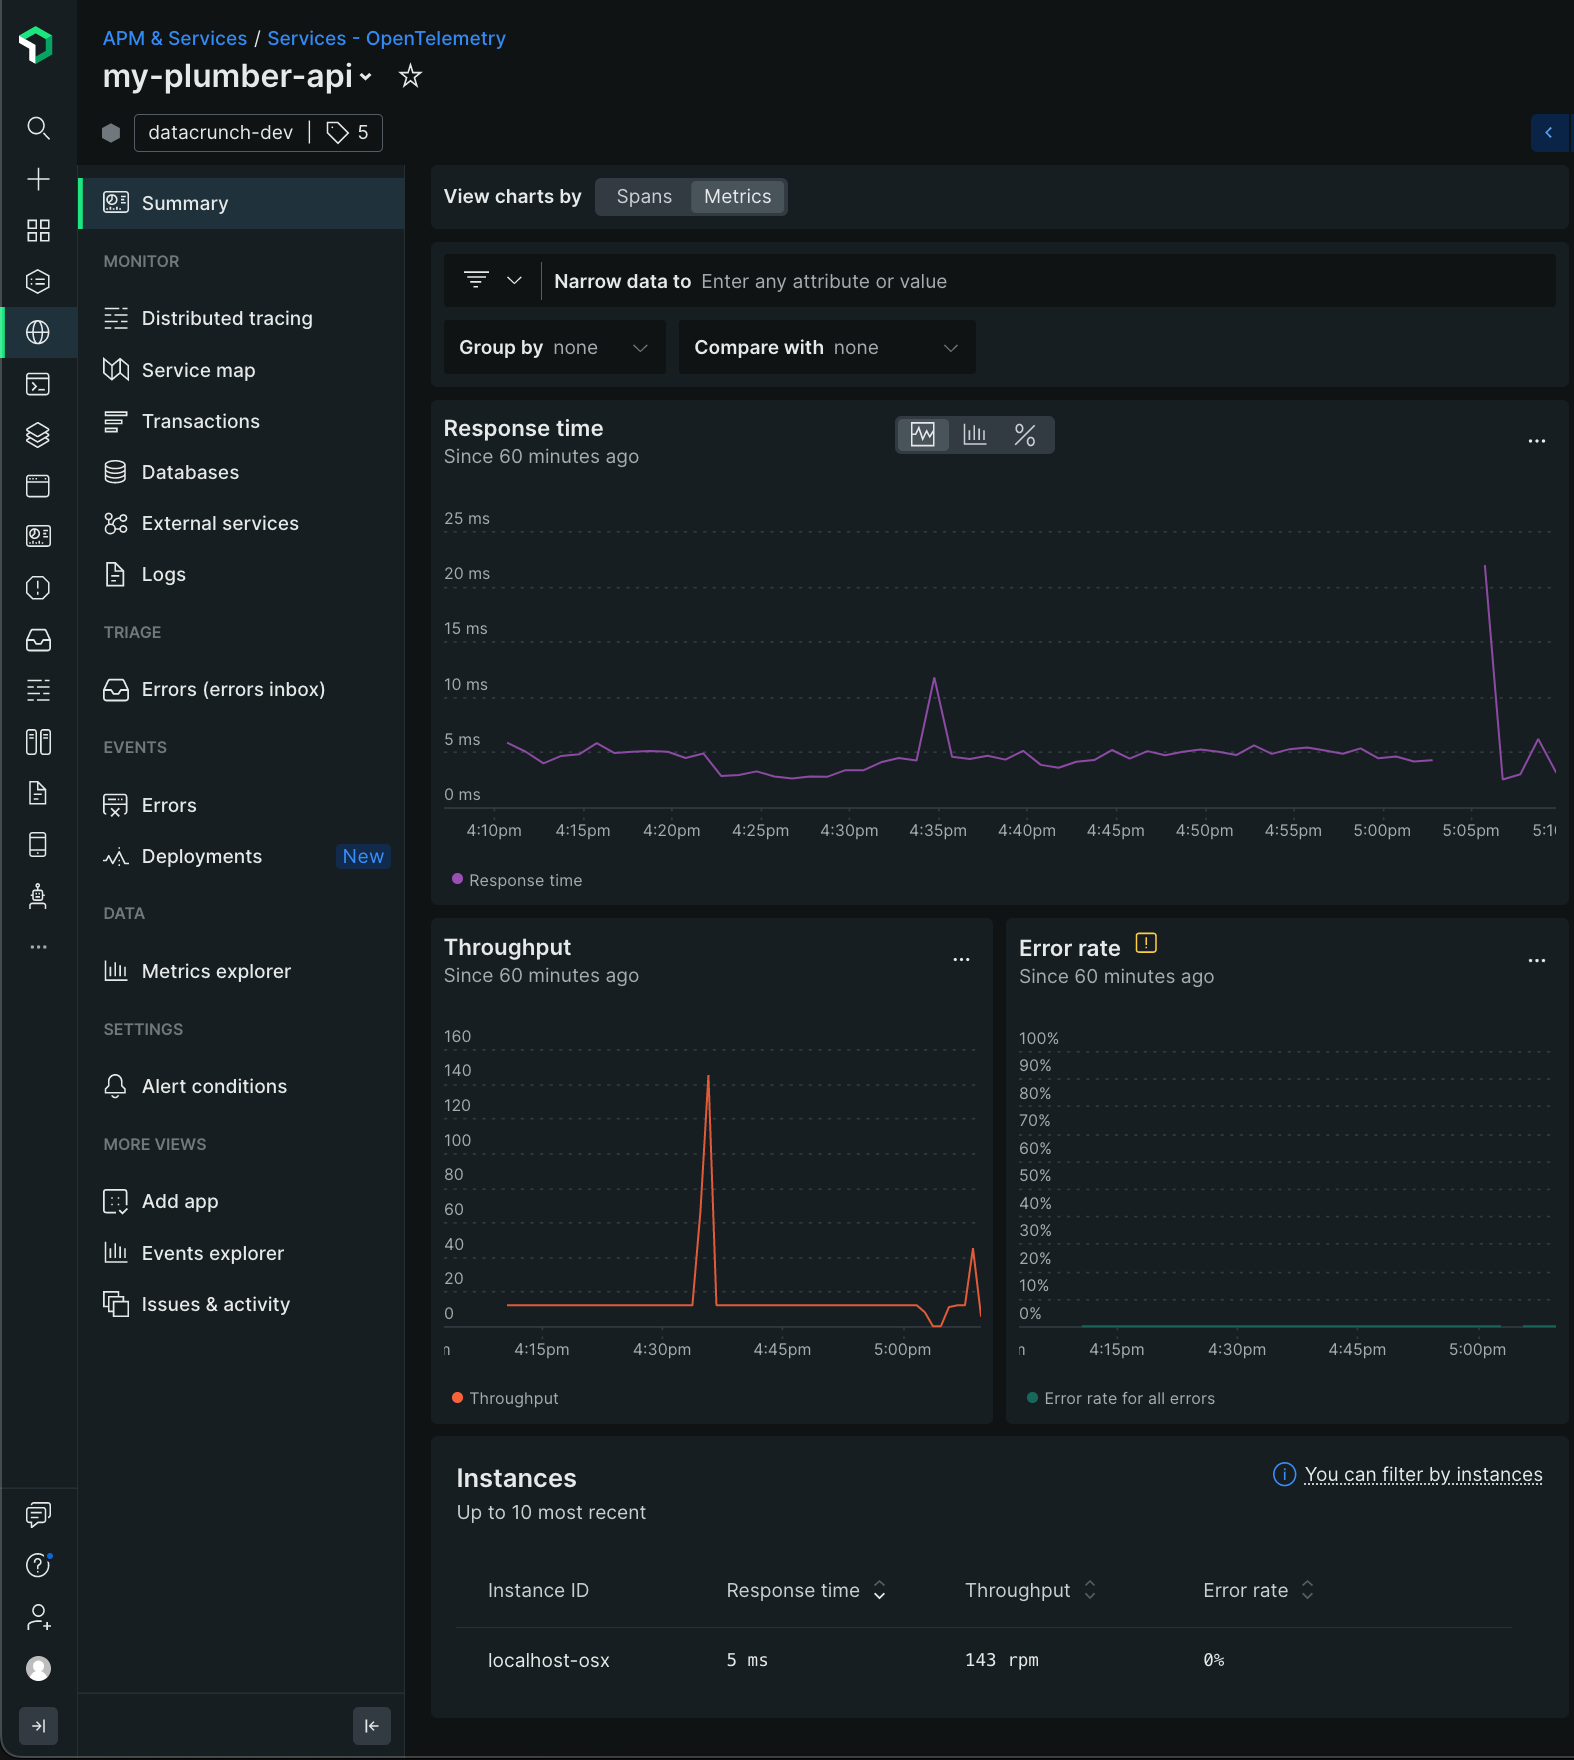 APM & Services / Services - OpenTelemetry
my-plumber-api
datacrunch-dev | 5
Summary
MONITOR
Distributed tracing
Service map
Transactions
Databases
External services
Logs
TRIAGE
Errors (errors inbox)
EVENTS
Errors
Deployments New
DATA
Metrics explorer
SETTINGS
Alert conditions
MORE VIEWS
Add app
Events explorer
Issues & activity
View charts by Spans Metrics
Narrow data to Enter any attribute or value
Group by none Compare with none
Response time
Since 60 minutes ago
25 ms
20 ms
15 ms
10 ms
5 ms
0 ms
4:10pm 4:15pm 4:20pm 4:25pm 4:30pm 4:35pm 4:40pm 4:45pm 4:50pm 4:55pm 5:00pm 5:05pm 5:1
Response time
Throughput
Since 60 minutes ago
160
140
120
100
80
60
40
20
0
4:15pm 4:30pm 4:45pm 5:00pm
Throughput
Error rate
Since 60 minutes ago
100%
90%
80%
70%
60%
50%
40%
30%
20%
10%
0%
4:15pm 4:30pm 4:45pm 5:00pm
Error rate for all errors
Instances
Up to 10 most recent
You can filter by instances
Instance ID Response time Throughput Error rate
localhost-osx 5 ms 143 rpm 0%